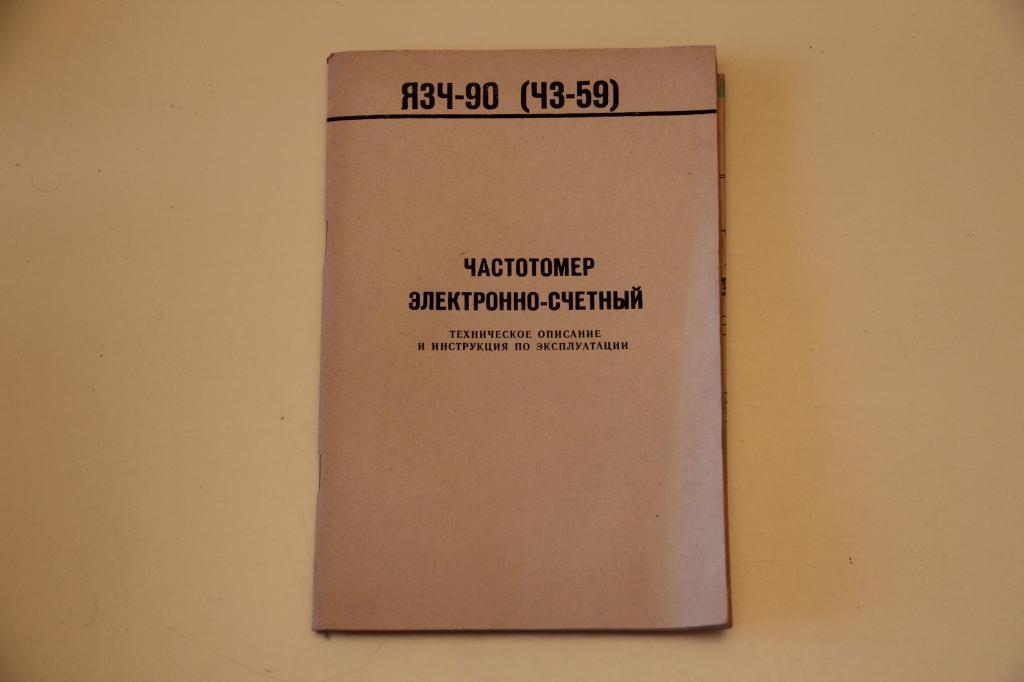 ЯЗЧ-90 (ЧЗ-59)
ЧАСТОТОМЕР
ЭЛЕКТРОННО-СЧЕТНЫЙ
ТЕХНИЧЕСКОЕ ОПИСАНИЕ
И ИНСТРУКЦИЯ ПО ЭКСПЛУАТАЦИИ